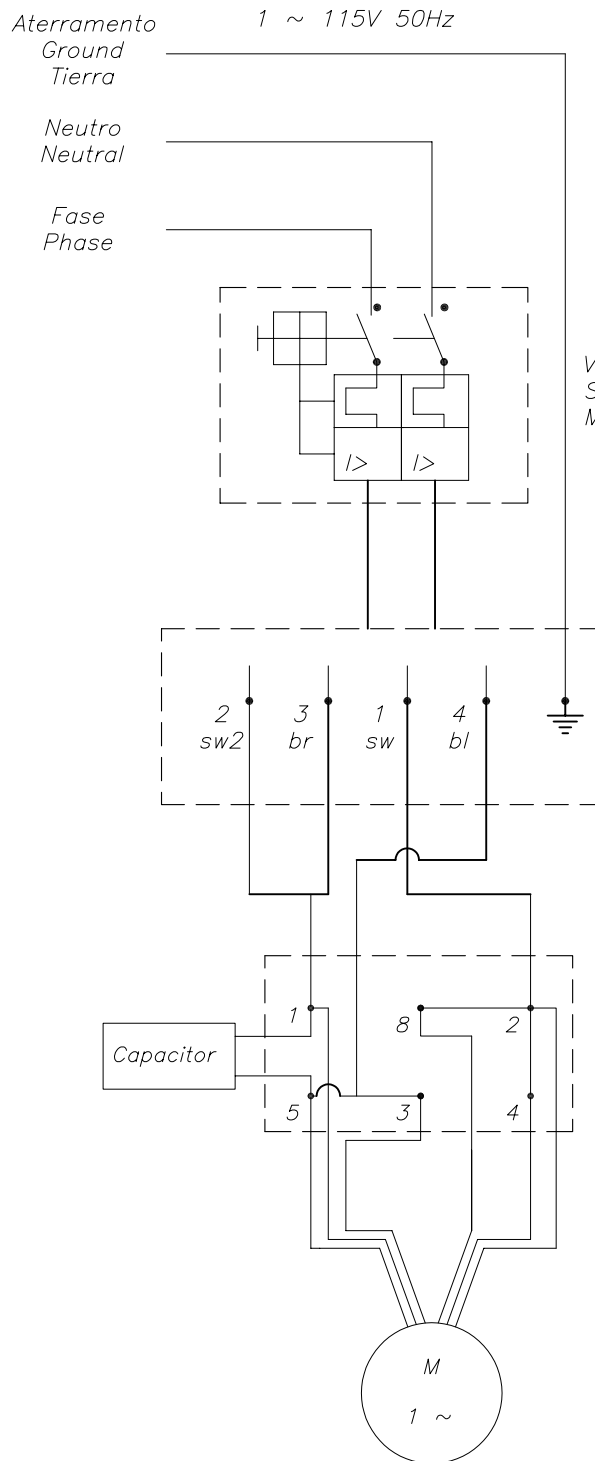 Aterramento
Ground
Tierra
1 ~ 115V 50Hz
Neutro
Neutral
Fase
Phase
V
S
M
I>
I>
2
sw2
3
br
1
sw
4
bl
1
8
2
Capacitor
5
3
4
M
1 ~